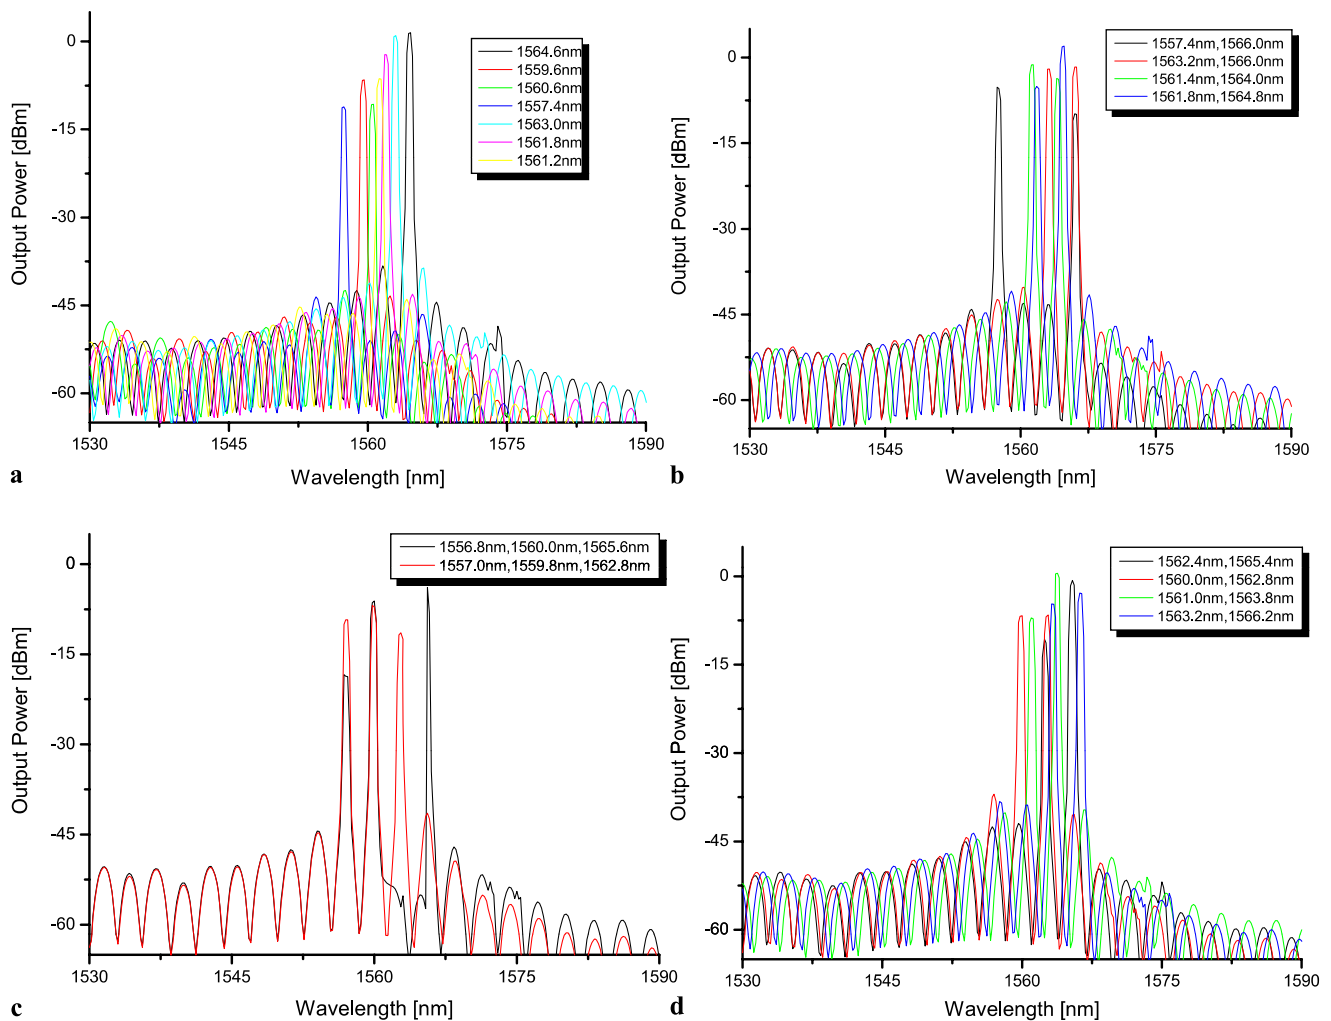 0
-15
-30
-45
-60
1530
1545
1560
1575
1590
Output Power [dBm]
Wavelength [nm]
1564.6nm
1559.6nm
1560.6nm
1557.4nm
1563.0nm
1561.8nm
1561.2nm
a
0
-15
-30
-45
-60
1530
1545
1560
1575
1590
Output Power [dBm]
Wavelength [nm]
1557.4nm,1566.0nm
1563.2nm,1566.0nm
1561.4nm,1564.0nm
1561.8nm,1564.8nm
b
0
-15
-30
-45
-60
1530
1545
1560
1575
1590
Output Power [dBm]
Wavelength [nm]
1556.8nm,1560.0nm,1565.6nm
1557.0nm,1559.8nm,1562.8nm
c
0
-15
-30
-45
-60
1530
1545
1560
1575
1590
Output Power [dBm]
Wavelength [nm]
1562.4nm,1565.4nm
1560.0nm,1562.8nm
1561.0nm,1563.8nm
1563.2nm,1566.2nm
d